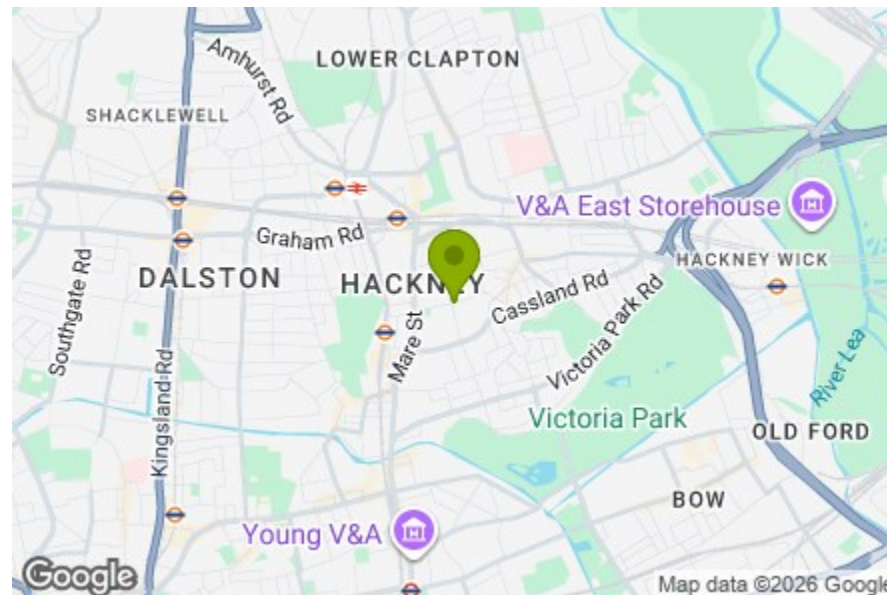 LOWER CLAPTON
Amhurst Rd
SHACKLEWELL
V&A East Storehouse
Graham Rd
HACKNEY WICK
Southgate Rd
DALSTON
HACKNEY
Cassland Rd
Mare St
Victoria Park Rd
River Lea
Kingsland Rd
Victoria Park
OLD FORD
BOW
Young V&A
Google
Map data ©2026 Google